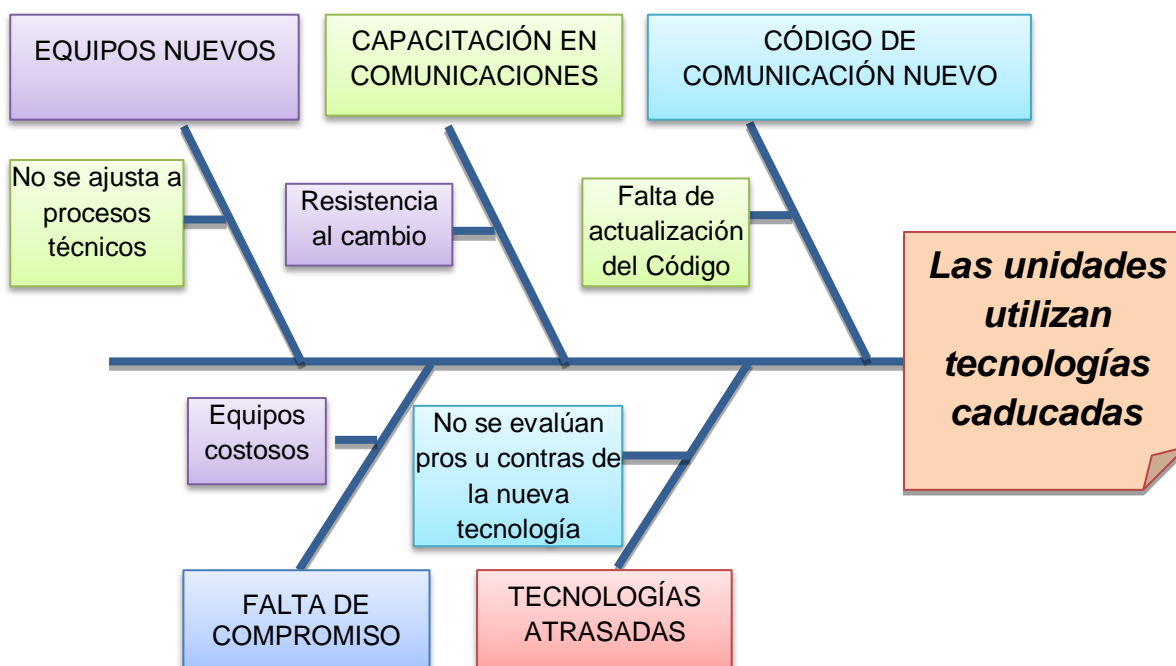 EQUIPOS NUEVOS
CAPACITACIÓN EN
COMUNICACIONES
CÓDIGO DE
COMUNICACIÓN NUEVO
No se ajusta a
procesos
técnicos
Resistencia
al cambio
Falta de
actualización
del Código
Las unidades
utilizan
tecnologías
caducadas
Equipos
costosos
No se evalúan
pros u contras de
la nueva
tecnología
FALTA DE
COMPROMISO
TECNOLOGÍAS
ATRASADAS